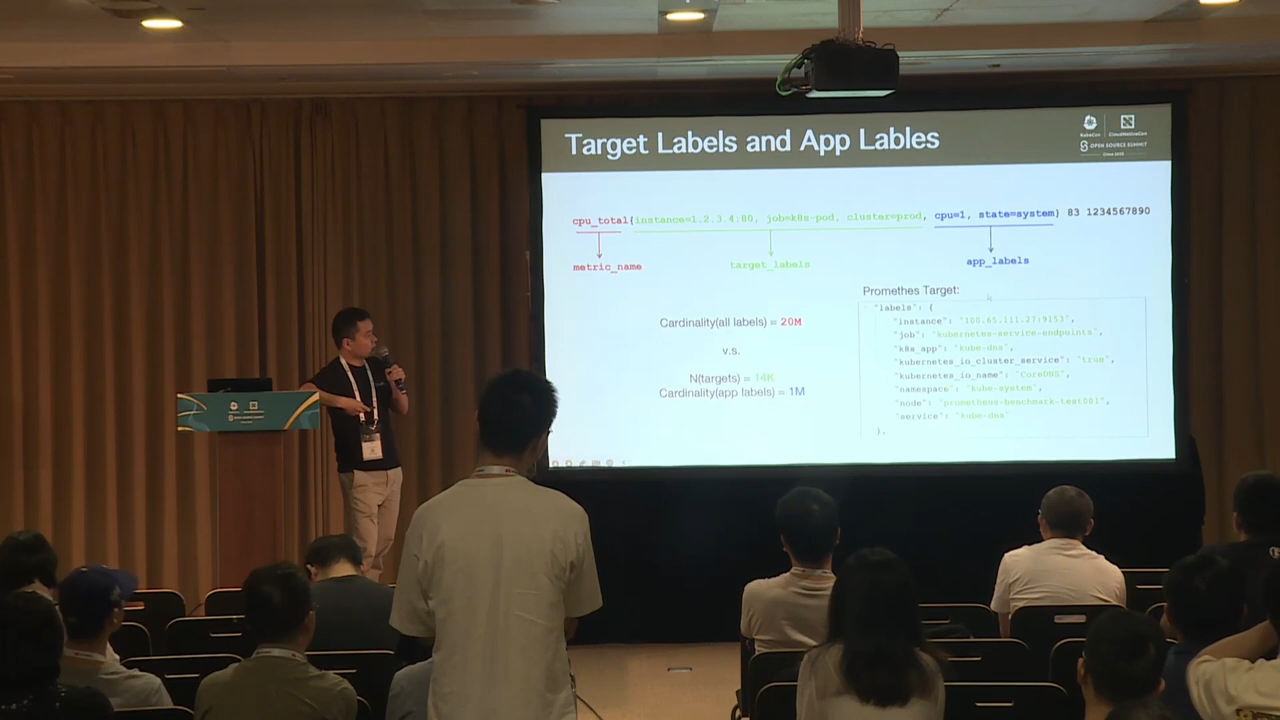 Target Labels and App Lables
KubeCon | CloudNativeCon
OPEN SOURCE SUMMIT
China 2023
cpu_total{instance=1.2.3.4:80, job=k8s-pod, cluster=prod, cpu=1, state=system} 83 1234567890
metric_name
target_labels
app_labels
Promethes Target:
"labels": {
"instance": "100.65.111.27:9153",
"job": "kubernetes-service-endpoints",
"k8s_app": "kube-dns",
"kubernetes_io_cluster_service": "true",
"kubernetes_io_name": "CoreDNS",
"namespace": "kube-system",
"node": "prometheus-benchmark-test001",
"service": "kube-dns"
},
Cardinality(all labels) = 20M
v.s.
N(targets) = 14K
Cardinality(app labels) = 1M